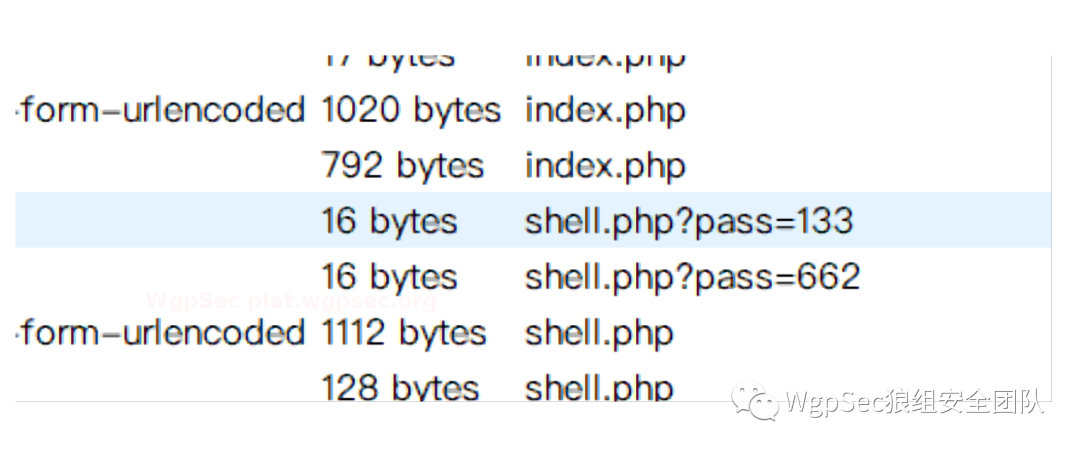 17 bytes index.php
-form-urlencoded 1020 bytes index.php
792 bytes index.php
16 bytes shell.php?pass=133
16 bytes shell.php?pass=662
WgpSec plat.wgpsec.org
-form-urlencoded 1112 bytes shell.php
128 bytes shell.php
WgpSec狼组安全团队